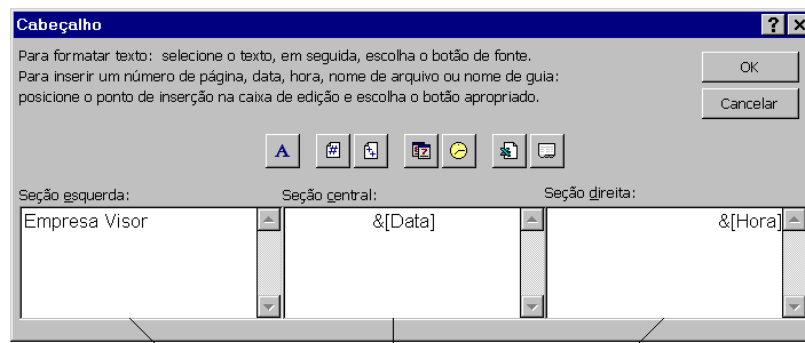 Cabeçalho
Para formatar texto: selecione o texto, em seguida, escolha o botão de fonte.
Para inserir um número de página, data, hora, nome de arquivo ou nome de guia:
posicione o ponto de inserção na caixa de edição e escolha o botão apropriado.
OK
Cancelar
A
Seção esquerda:
Seção central:
Seção direita:
Empresa Visor
&[Data]
&[Hora]